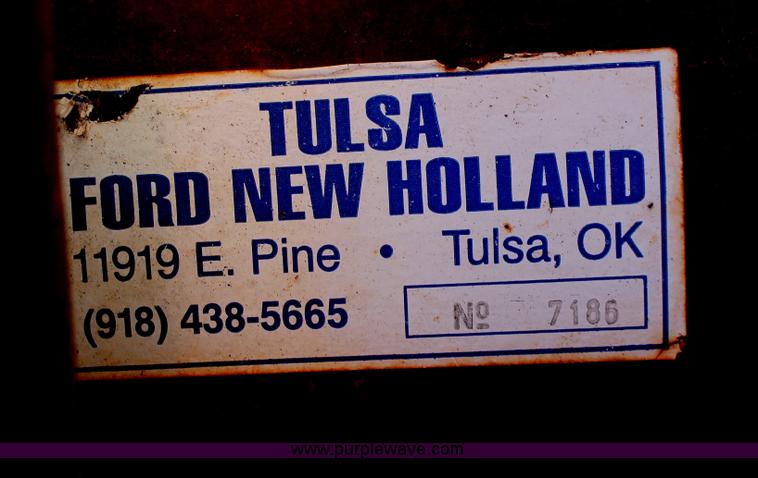 TULSA
FORD NEW HOLLAND
11919 E. Pine • Tulsa, OK
(918) 438-5665
Nº 7186
www.purplewave.com